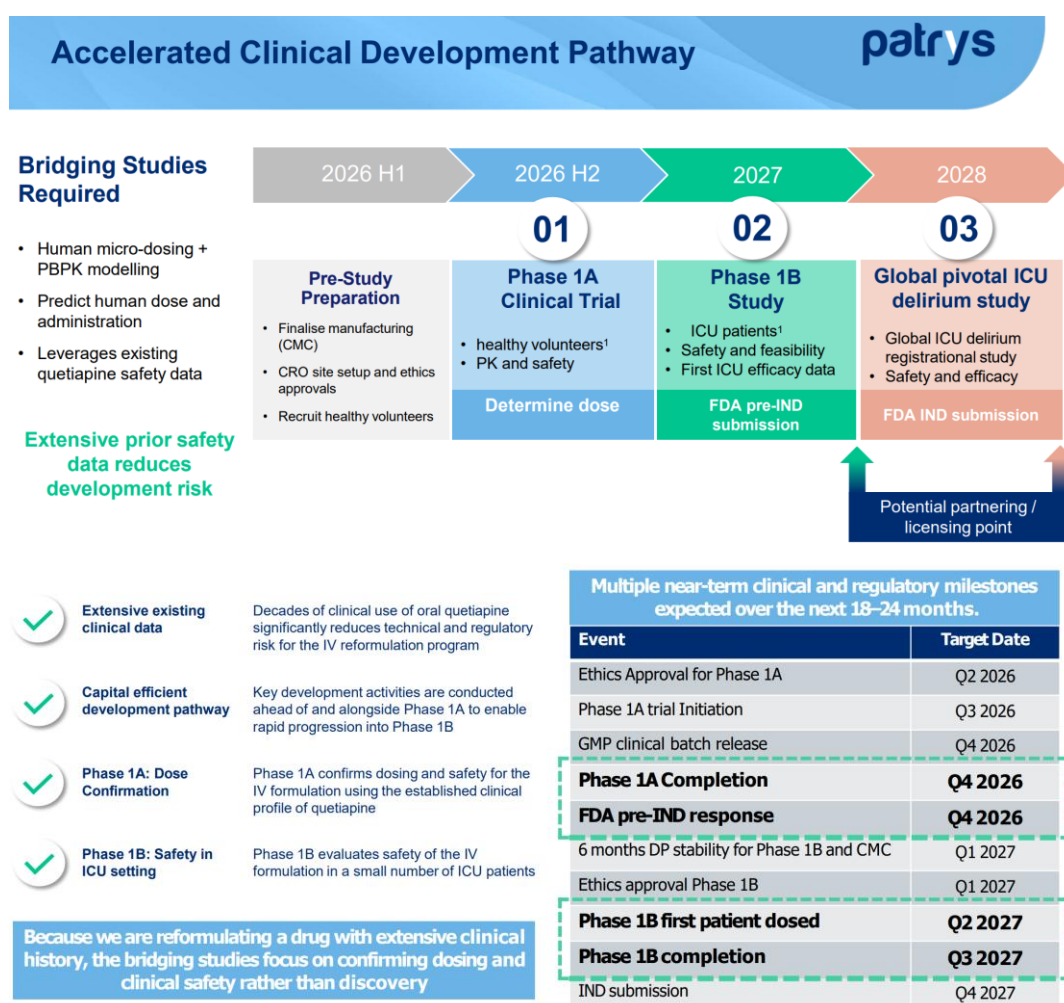 Accelerated Clinical Development Pathway
patrys
Bridging Studies
Required
• Human micro-dosing +
PBPK modelling
• Predict human dose and
administration
• Leverages existing
quetiapine safety data
Extensive prior safety
data reduces
development risk
2026 H1
2026 H2
2027
2028
01
02
03
Pre-Study
Preparation
• Finalise manufacturing
(CMC)
• CRO site setup and ethics
approvals
• Recruit healthy volunteers
Phase 1A
Clinical Trial
• healthy volunteers¹
• PK and safety
Determine dose
Phase 1B
Study
• ICU patients¹
• Safety and feasibility
• First ICU efficacy data
FDA pre-IND
submission
Global pivotal ICU
delirium study
• Global ICU delirium
registrational study
• Safety and efficacy
FDA IND submission
Potential partnering /
licensing point
Extensive existing
clinical data
Decades of clinical use of oral quetiapine
significantly reduces technical and regulatory
risk for the IV reformulation program
Capital efficient
development pathway
Key development activities are conducted
ahead of and alongside Phase 1A to enable
rapid progression into Phase 1B
Phase 1A: Dose
Confirmation
Phase 1A confirms dosing and safety for the
IV formulation using the established clinical
profile of quetiapine
Phase 1B: Safety in
ICU setting
Phase 1B evaluates safety of the IV
formulation in a small number of ICU patients
Because we are reformulating a drug with extensive clinical
history, the bridging studies focus on confirming dosing and
clinical safety rather than discovery
Multiple near-term clinical and regulatory milestones
expected over the next 18–24 months.
Event Target Date
Ethics Approval for Phase 1A Q2 2026
Phase 1A trial Initiation Q3 2026
GMP clinical batch release Q4 2026
Phase 1A Completion Q4 2026
FDA pre-IND response Q4 2026
6 months DP stability for Phase 1B and CMC Q1 2027
Ethics approval Phase 1B Q1 2027
Phase 1B first patient dosed Q2 2027
Phase 1B completion Q3 2027
IND submission Q4 2027